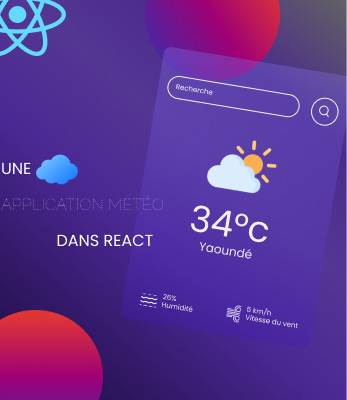 UNE
APPLICATION MÉTÉO
DANS REACT
Recherche
34°c
Yaoundé
26%
Humidité
5 km/h
Vitesse du vent